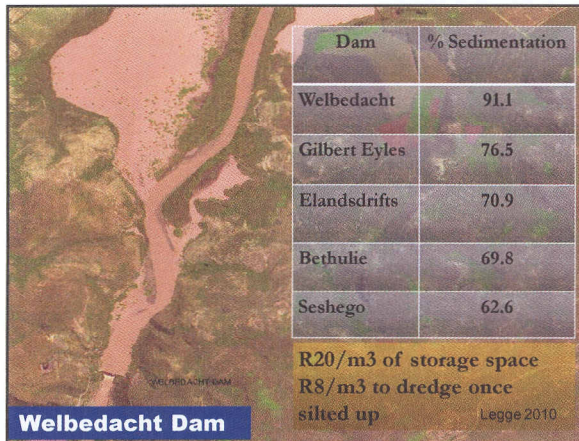 Dam % Sedimentation
Welbedacht 91.1
Gilbert Eyles 76.5
Elandsdrifts 70.9
Bethulie 69.8
Seshego 62.6
R20/m3 of storage space
R8/m3 to dredge once
silted up
Legge 2010
WELBEDACHT DAM
Welbedacht Dam